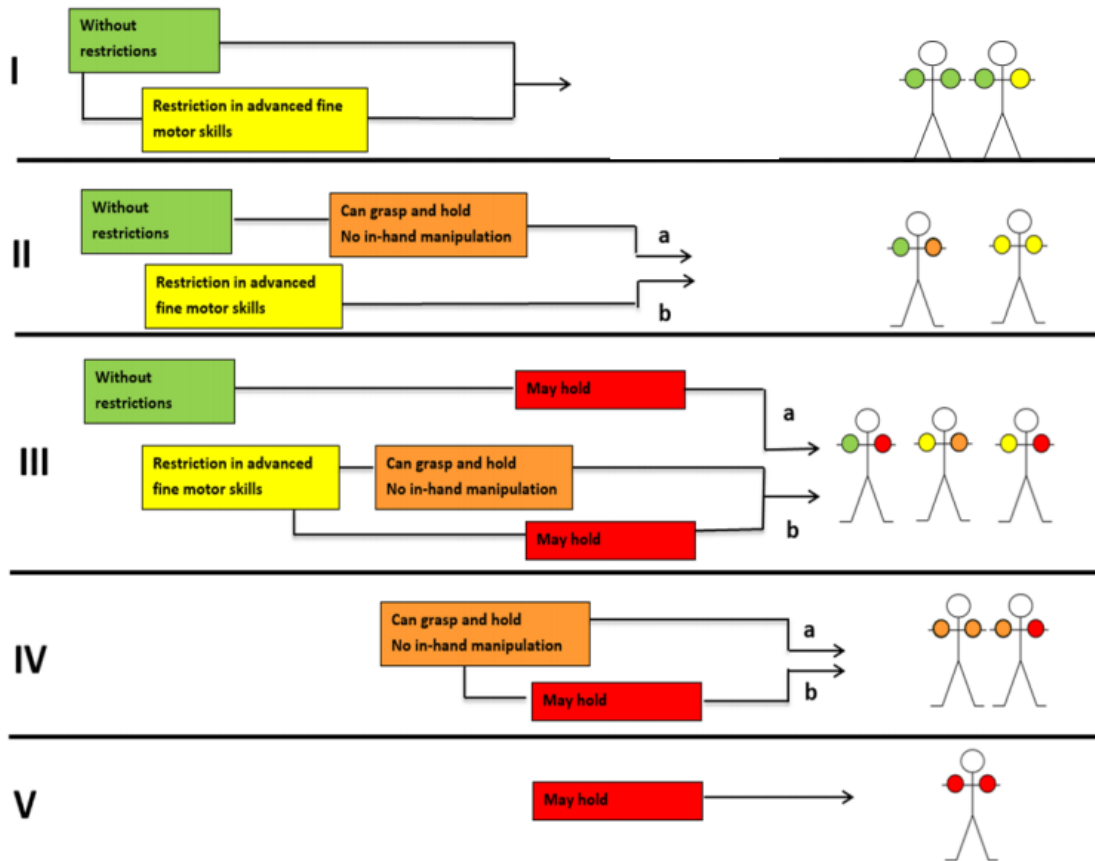 I
Without
restrictions
Restriction in advanced fine
motor skills
II
Without
restrictions
Can grasp and hold
No in-hand manipulation
a
Restriction in advanced
fine motor skills
b
III
Without
restrictions
May hold
a
Restriction in advanced
fine motor skills
Can grasp and hold
No in-hand manipulation
May hold
b
IV
Can grasp and hold
No in-hand manipulation
a
May hold
b
V
May hold